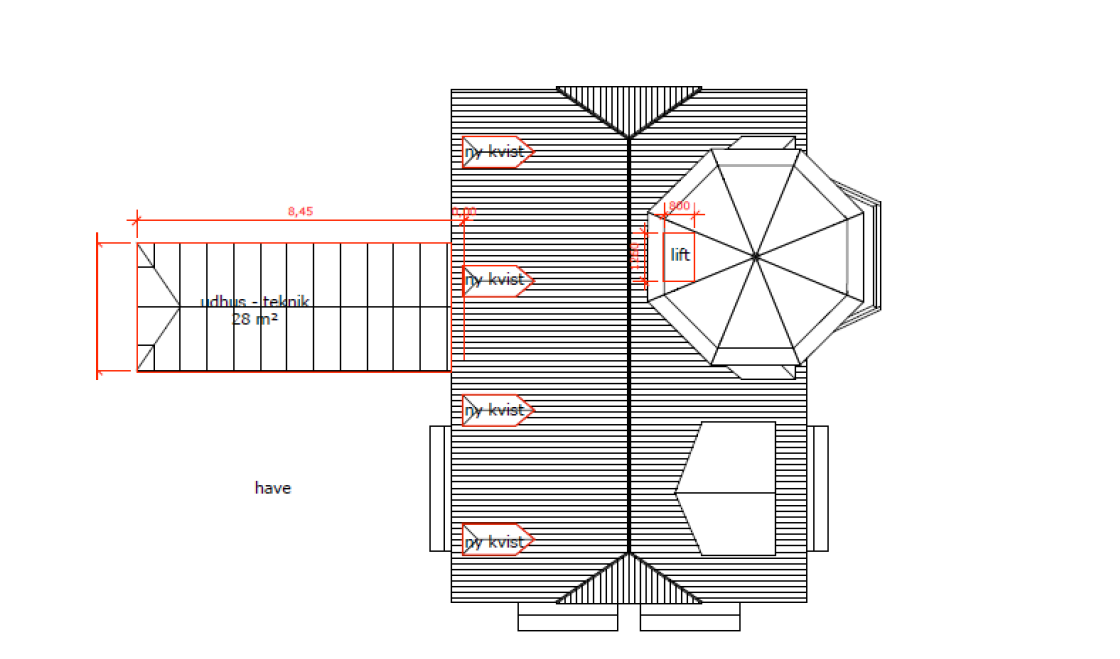 ny kvist
8,45
0,00
800
lift
ny kvist
udhus - teknik
28 m²
ny kvist
have
ny kvist